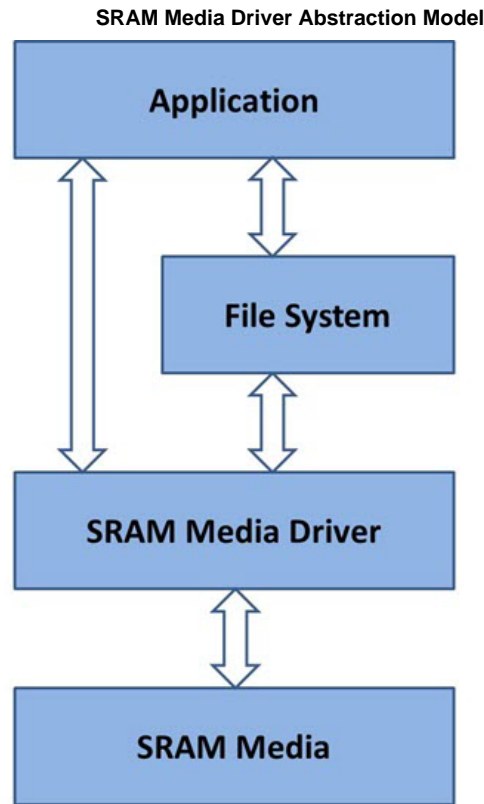 SRAM Media Driver Abstraction Model
Application
File System
SRAM Media Driver
SRAM Media